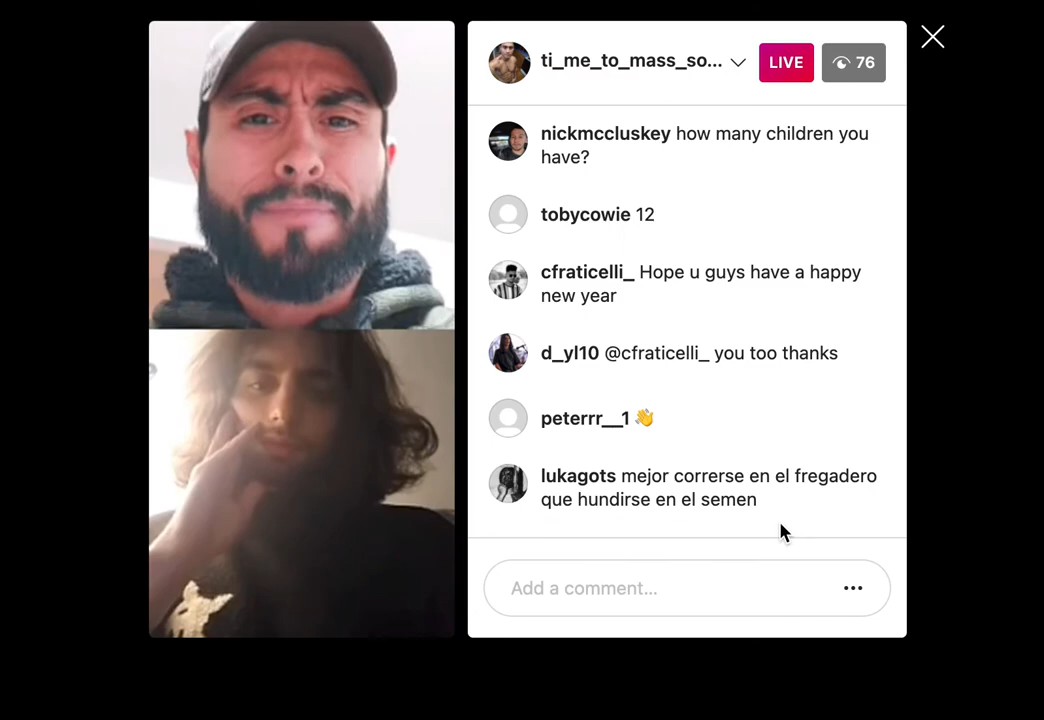 ti_me_to_mass_so...
LIVE
76
nickmccluskey how many children you
have?
tobycowie 12
cfraticelli_ Hope u guys have a happy
new year
d_yl10 @cfraticelli_ you too thanks
peterrr__1 👋
lukagots mejor correrse en el fregadero
que hundirse en el semen
Add a comment...